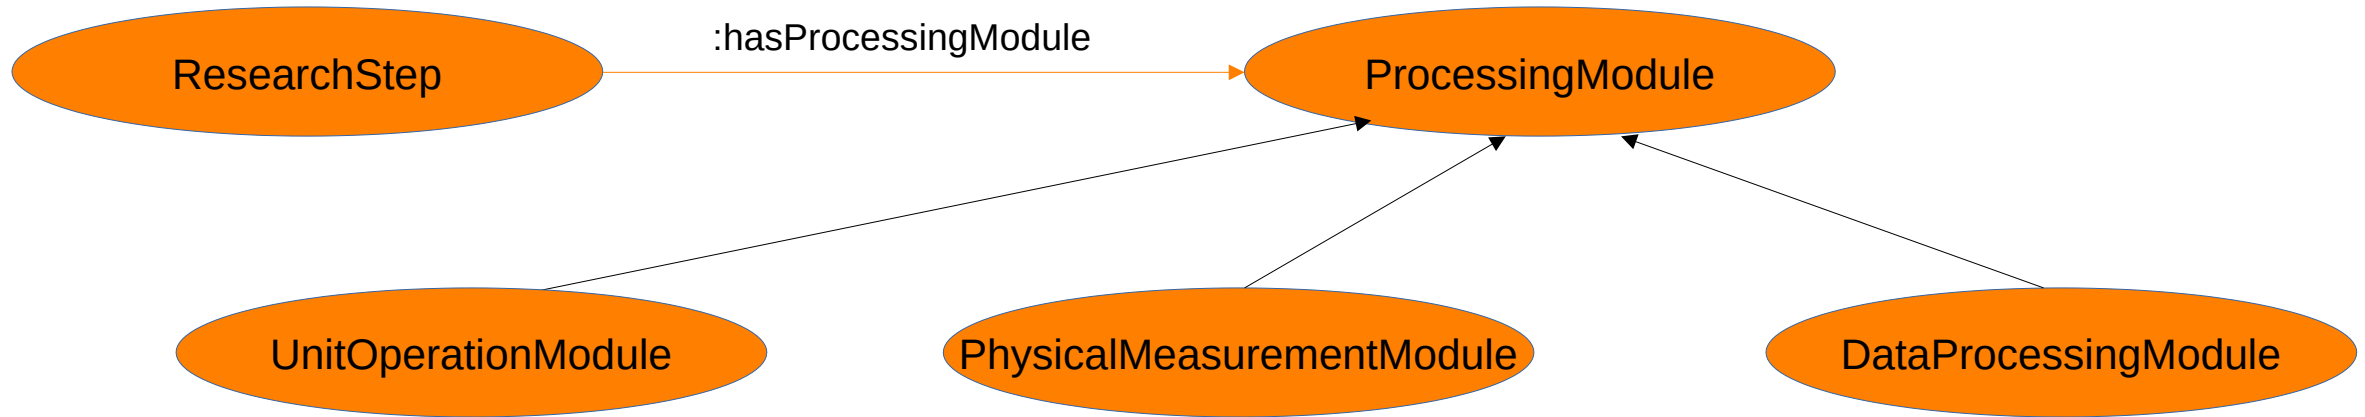 :hasProcessingModule
ResearchStep
ProcessingModule
UnitOperationModule
PhysicalMeasurementModule
DataProcessingModule